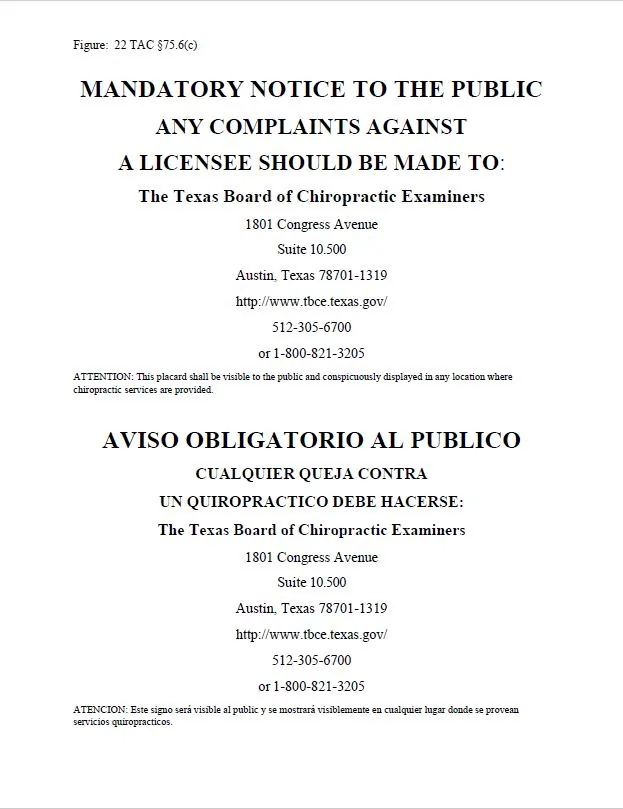 Figure: 22 TAC §75.6(c)
MANDATORY NOTICE TO THE PUBLIC
ANY COMPLAINTS AGAINST
A LICENSEE SHOULD BE MADE TO:
The Texas Board of Chiropractic Examiners
1801 Congress Avenue
Suite 10.500
Austin, Texas 78701-1319
http://www.tbce.texas.gov/
512-305-6700
or 1-800-821-3205
ATTENTION: This placard shall be visible to the public and conspicuously displayed in any location where
chiropractic services are provided.
AVISO OBLIGATORIO AL PUBLICO
CUALQUIER QUEJA CONTRA
UN QUIROPRACTICO DEBE HACERSE:
The Texas Board of Chiropractic Examiners
1801 Congress Avenue
Suite 10.500
Austin, Texas 78701-1319
http://www.tbce.texas.gov/
512-305-6700
or 1-800-821-3205
ATENCION: Este signo será visible al public y se mostrará visiblemente en cualquier lugar donde se provean
servicios quiropracticos.